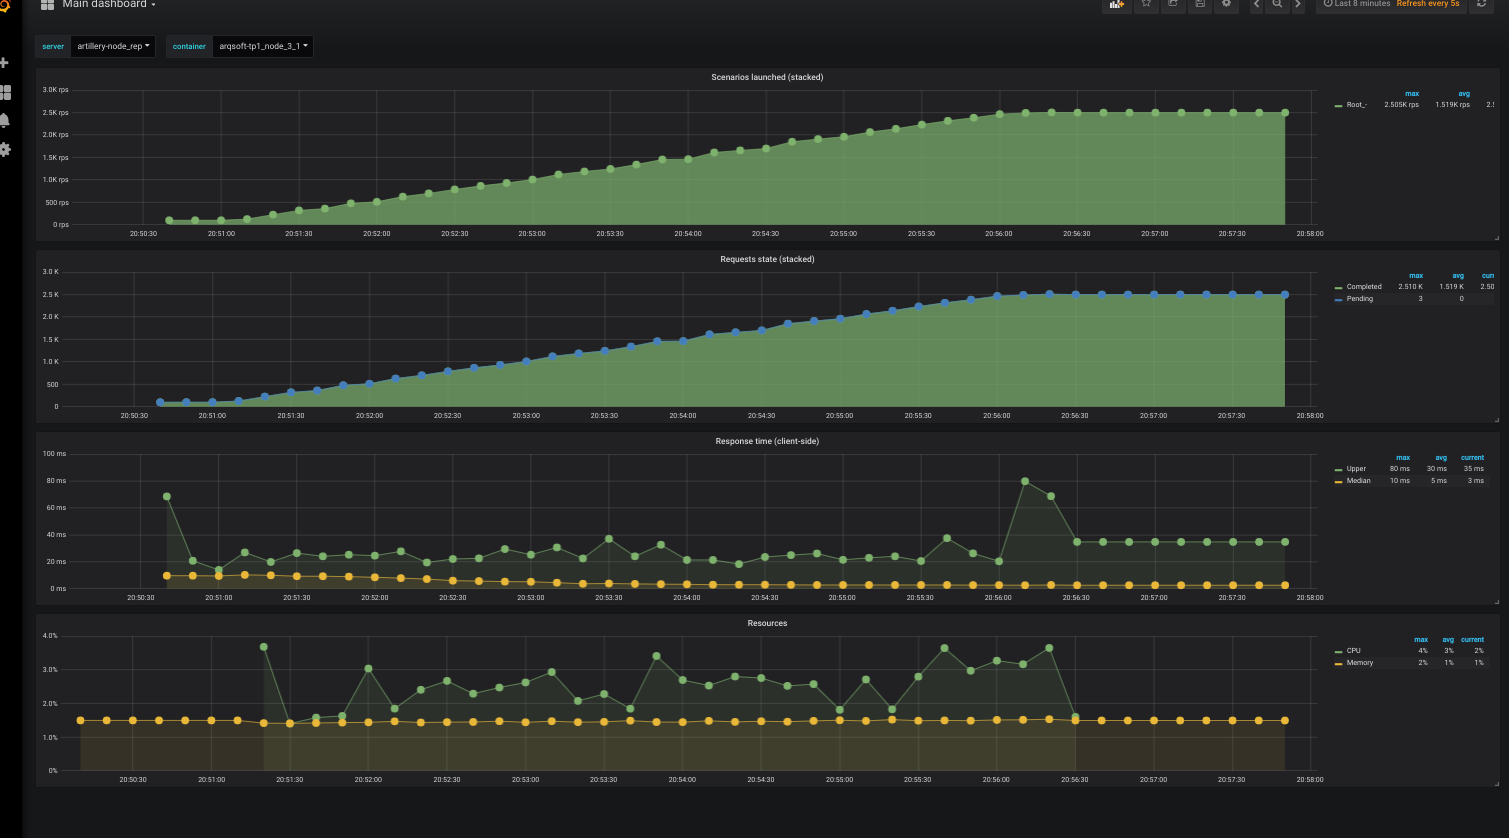 Main dashboard
Last 8 minutes Refresh every 5s
server artillery-node_rep container arqsoft-tp1_node_3_1
Scenarios launched (stacked)
3.0K rps
2.5K rps
2.0K rps
1.5K rps
1.0K rps
500 rps
0 rps
20:50:30 20:51:00 20:51:30 20:52:00 20:52:30 20:53:00 20:53:30 20:54:00 20:54:30 20:55:00 20:55:30 20:56:00 20:56:30 20:57:00 20:57:30 20:58:00
max avg
Root_- 2.505K rps 1.519K rps 2.5
Requests state (stacked)
3.0 K
2.5 K
2.0 K
1.5 K
1.0 K
500
0
20:50:30 20:51:00 20:51:30 20:52:00 20:52:30 20:53:00 20:53:30 20:54:00 20:54:30 20:55:00 20:55:30 20:56:00 20:56:30 20:57:00 20:57:30 20:58:00
max avg curr
Completed 2.510 K 1.519 K 2.50
Pending 3 0
Response time (client-side)
100 ms
80 ms
60 ms
40 ms
20 ms
0 ms
20:50:30 20:51:00 20:51:30 20:52:00 20:52:30 20:53:00 20:53:30 20:54:00 20:54:30 20:55:00 20:55:30 20:56:00 20:56:30 20:57:00 20:57:30 20:58:00
max avg current
Upper 80 ms 30 ms 35 ms
Median 10 ms 5 ms 3 ms
Resources
4.0%
3.0%
2.0%
1.0%
0%
20:50:30 20:51:00 20:51:30 20:52:00 20:52:30 20:53:00 20:53:30 20:54:00 20:54:30 20:55:00 20:55:30 20:56:00 20:56:30 20:57:00 20:57:30 20:58:00
max avg current
CPU 4% 3% 2%
Memory 2% 1% 1%